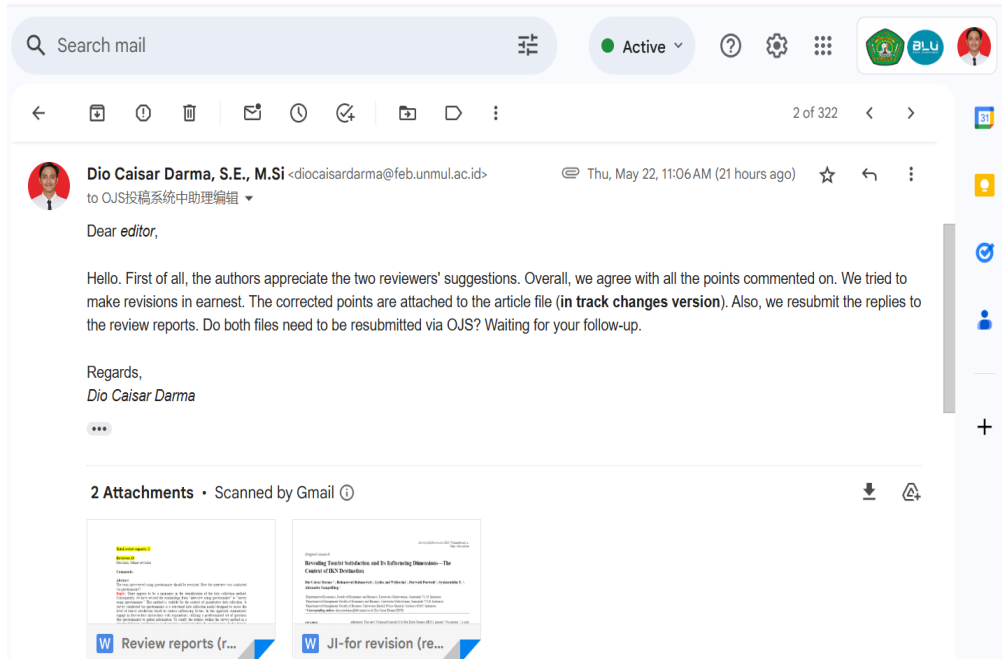 Search mail
Active
BLU
2 of 322
31
Dio Caisar Darma, S.E., M.Si <diocaisardarma@feb.unmul.ac.id>
Thu, May 22, 11:06 AM (21 hours ago)
to OJS投稿系统中助理编辑
Dear editor,
Hello. First of all, the authors appreciate the two reviewers' suggestions. Overall, we agree with all the points commented on. We tried to
make revisions in earnest. The corrected points are attached to the article file (in track changes version). Also, we resubmit the replies to
the review reports. Do both files need to be resubmitted via OJS? Waiting for your follow-up.
Regards,
Dio Caisar Darma
2 Attachments • Scanned by Gmail
Revealing Tourist Satisfaction and Its Influencing Dimensions—The
Context of IKN Destination
W Review reports (r...
W JI-for revision (re...